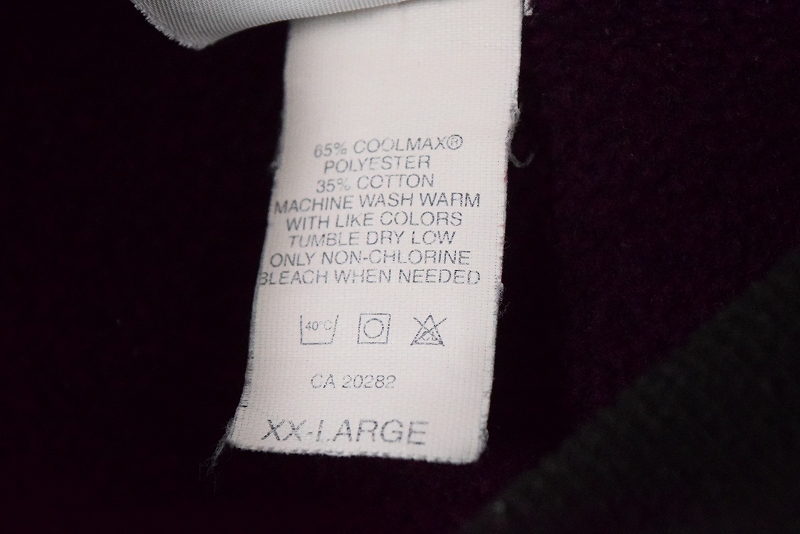 65% COOLMAX®
POLYESTER
35% COTTON
MACHINE WASH WARM
WITH LIKE COLORS
TUMBLE DRY LOW
ONLY NON-CHLORINE
BLEACH WHEN NEEDED
40°C
CA 20282
XX-LARGE